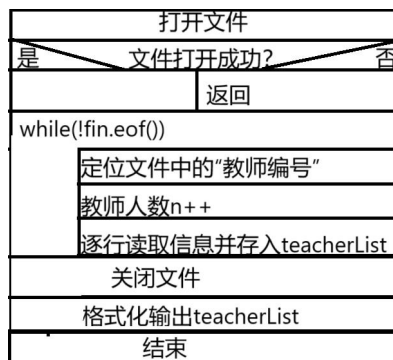 打开文件
是 文件打开成功? 否
返回
while(!fin.eof())
定位文件中的“教师编号”
教师人数n++
逐行读取信息并存入teacherList
关闭文件
格式化输出teacherList
结束